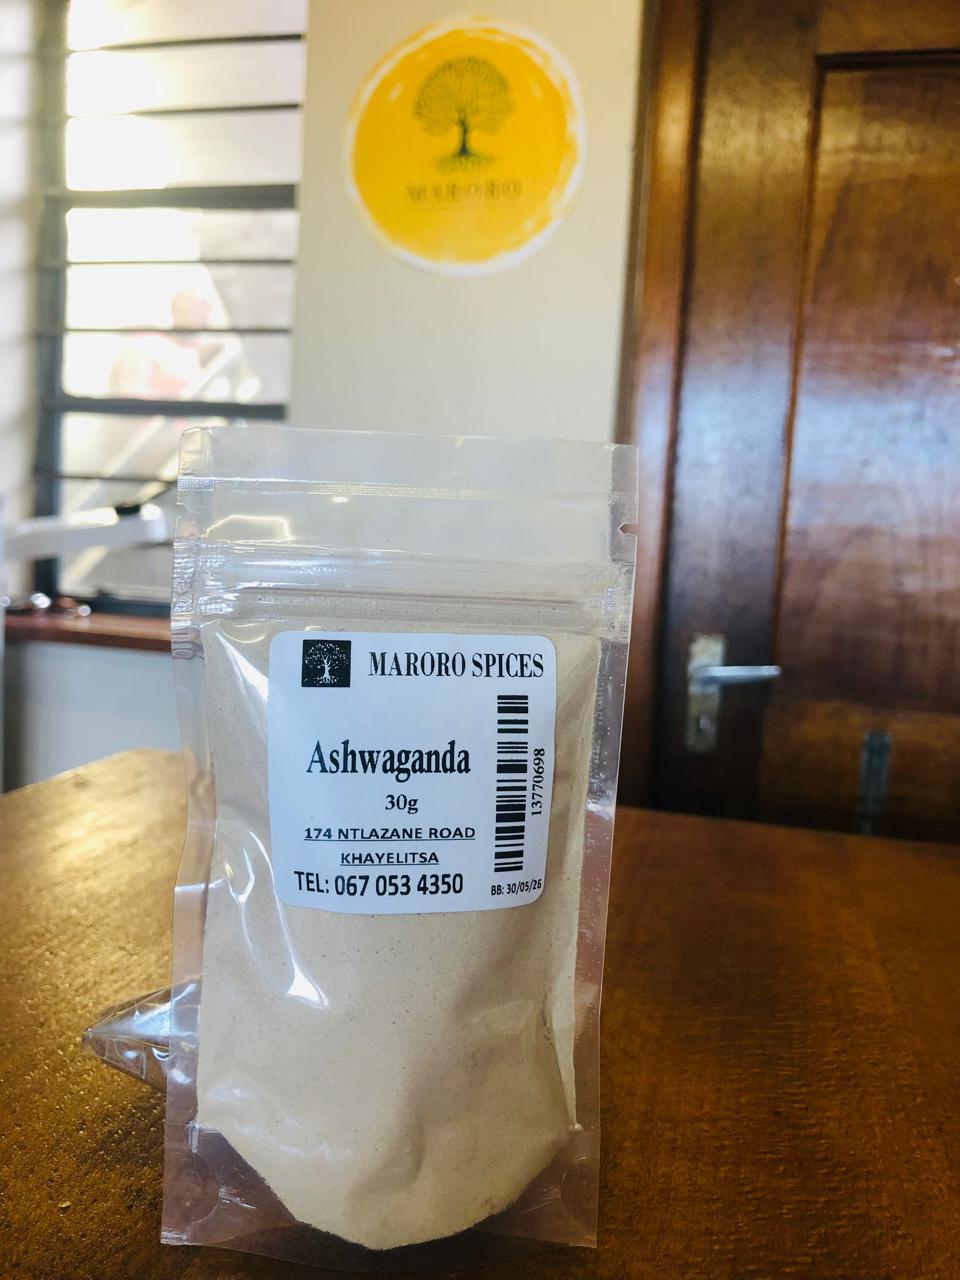 MARORO
MARORO SPICES
Ashwaganda
30g
174 NTLAZANE ROAD
KHAYELITSA
TEL: 067 053 4350
13770698
BB: 30/05/26